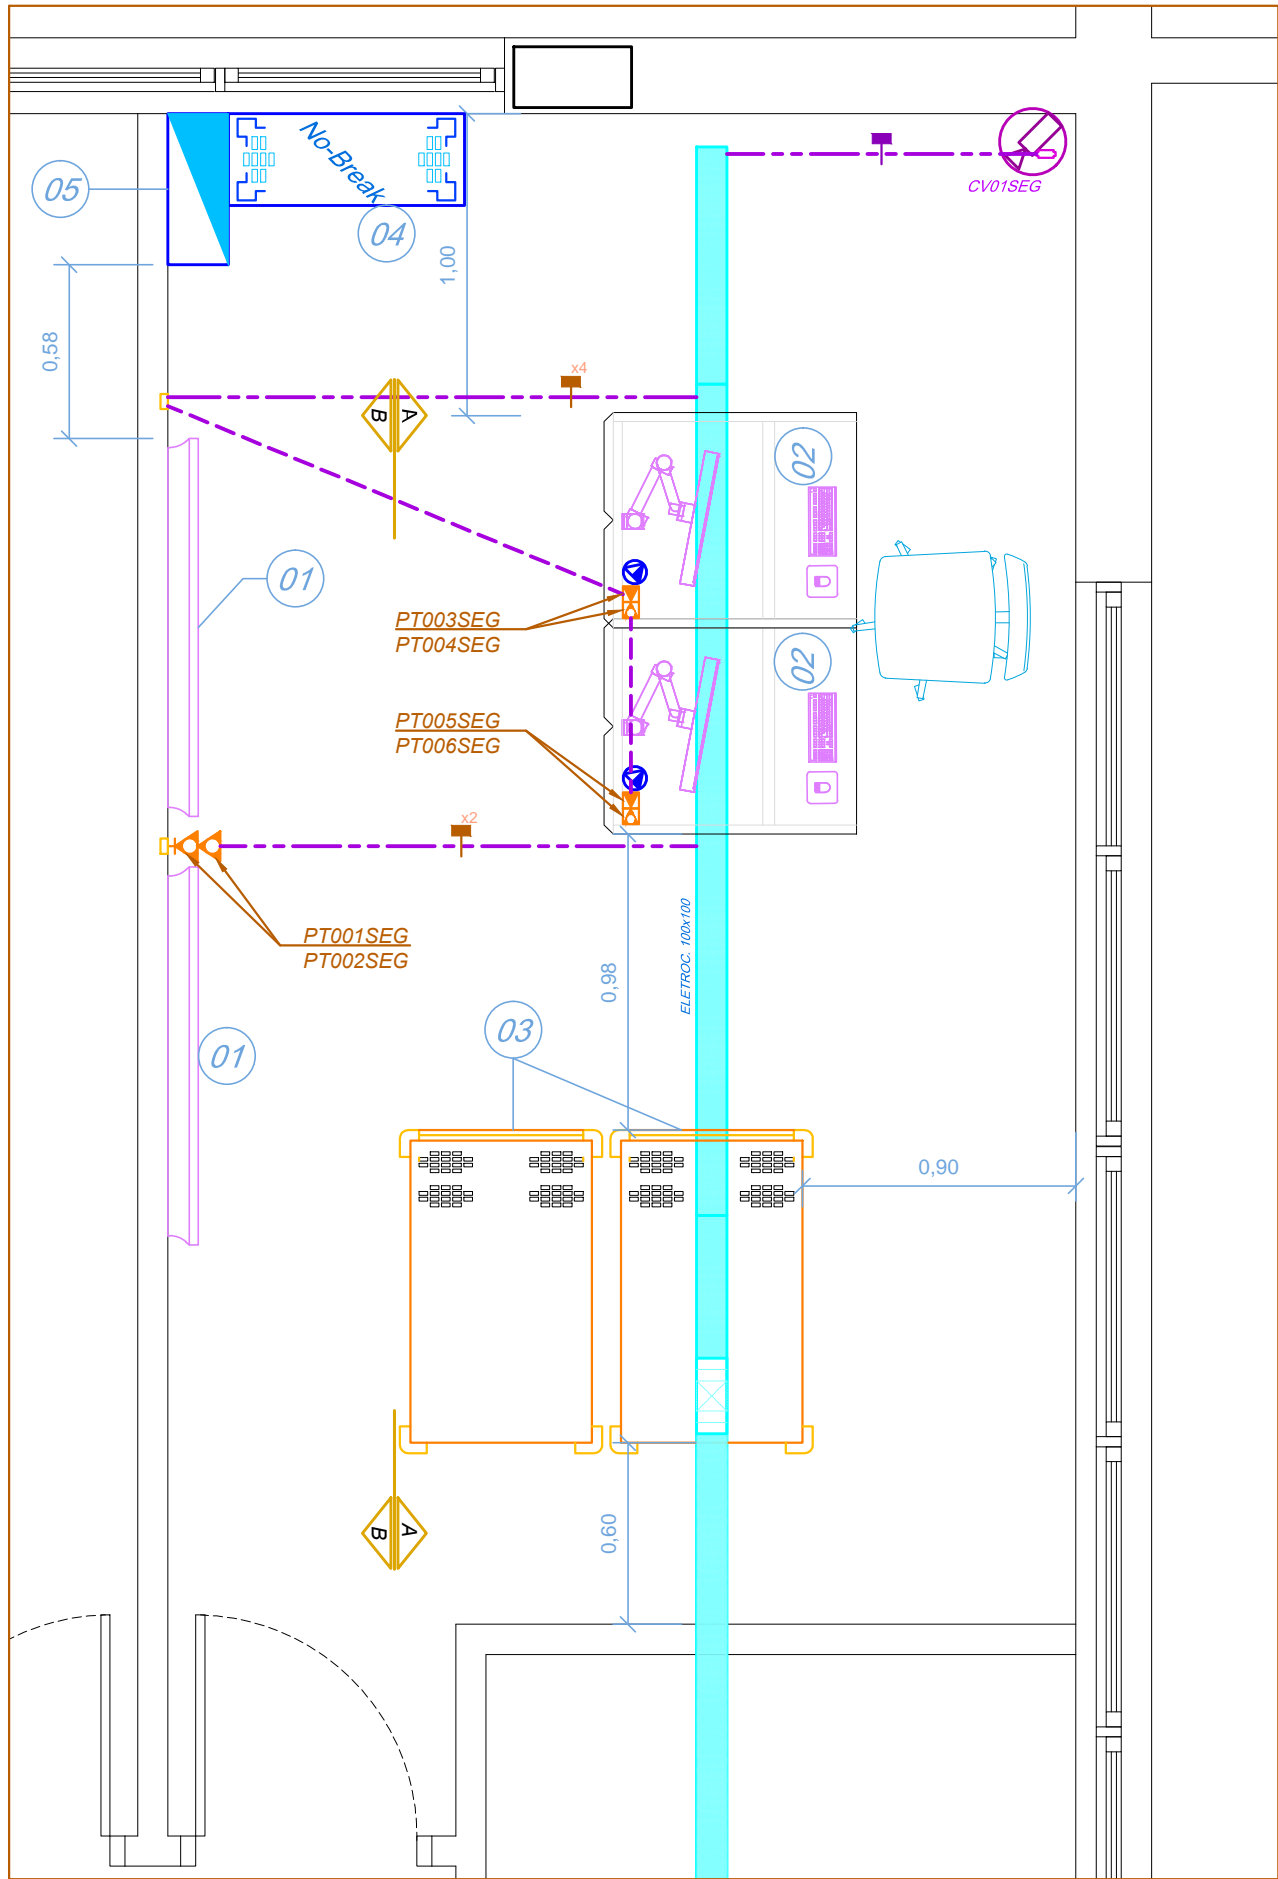 No-Break
05
04
CV01SEG
1,00
0,58
x4
B A
02
01
PT003SEG
PT004SEG
02
PT005SEG
PT006SEG
x2
PT001SEG
PT002SEG
ELETROC. 100x100
0,98
03
01
0,90
B A
0,60